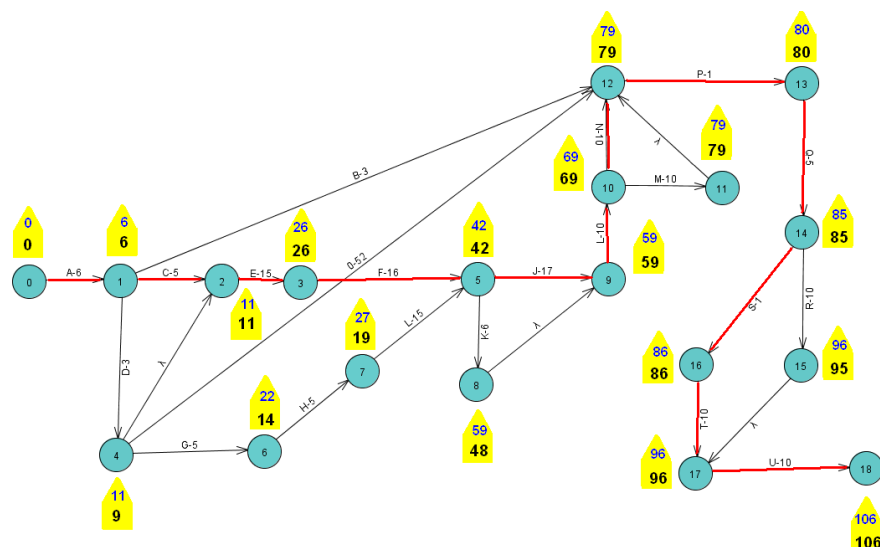 79
79
80
80
12
P-1
13
B-3
N-10
λ
79
79
Q-5
69
69
10
M-10
11
0-52
L-10
14
85
85
0
0
6
6
26
26
42
42
59
59
0
A-6
1
C-5
2
E-15
3
F-16
5
J-17
9
S-1
R-10
11
11
27
19
L-15
K-6
λ
D-3
λ
7
8
86
86
16
15
96
95
22
14
H-5
59
48
T-10
λ
4
G-5
6
96
96
17
U-10
18
11
9
106
106